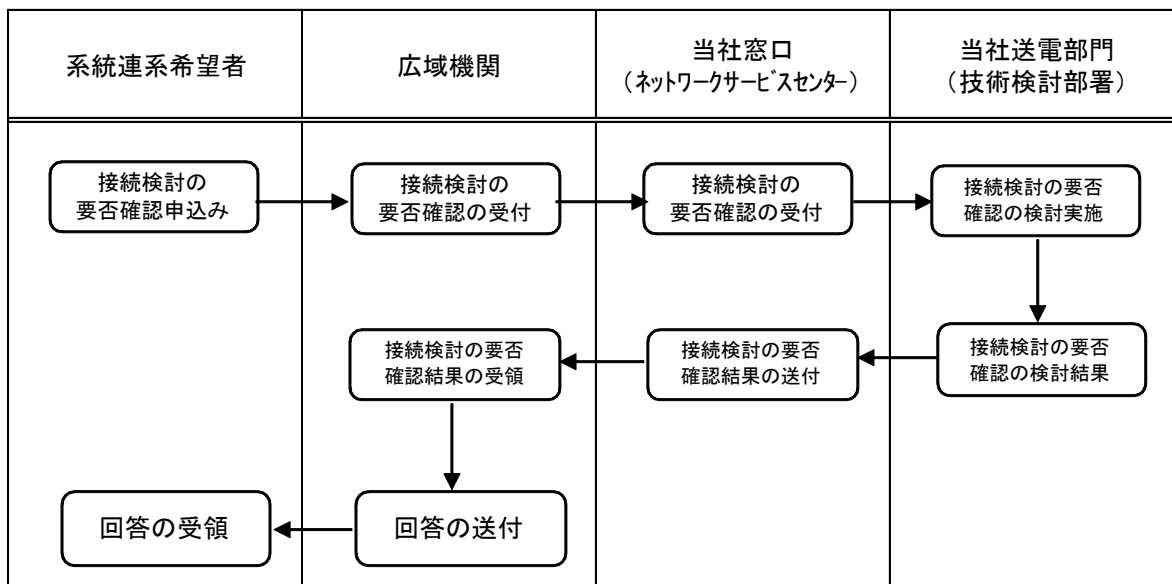 系統連系希望者
広域機関
当社窓口
（ネットワークサービスセンター）
当社送電部門
（技術検討部署）
接続検討の
要否確認申込み
接続検討の
要否確認の受付
接続検討の
要否確認の受付
接続検討の要否
確認の検討実施
接続検討の要否
確認結果の受領
接続検討の要否
確認結果の送付
接続検討の要否
確認の検討結果
回答の受領
回答の送付